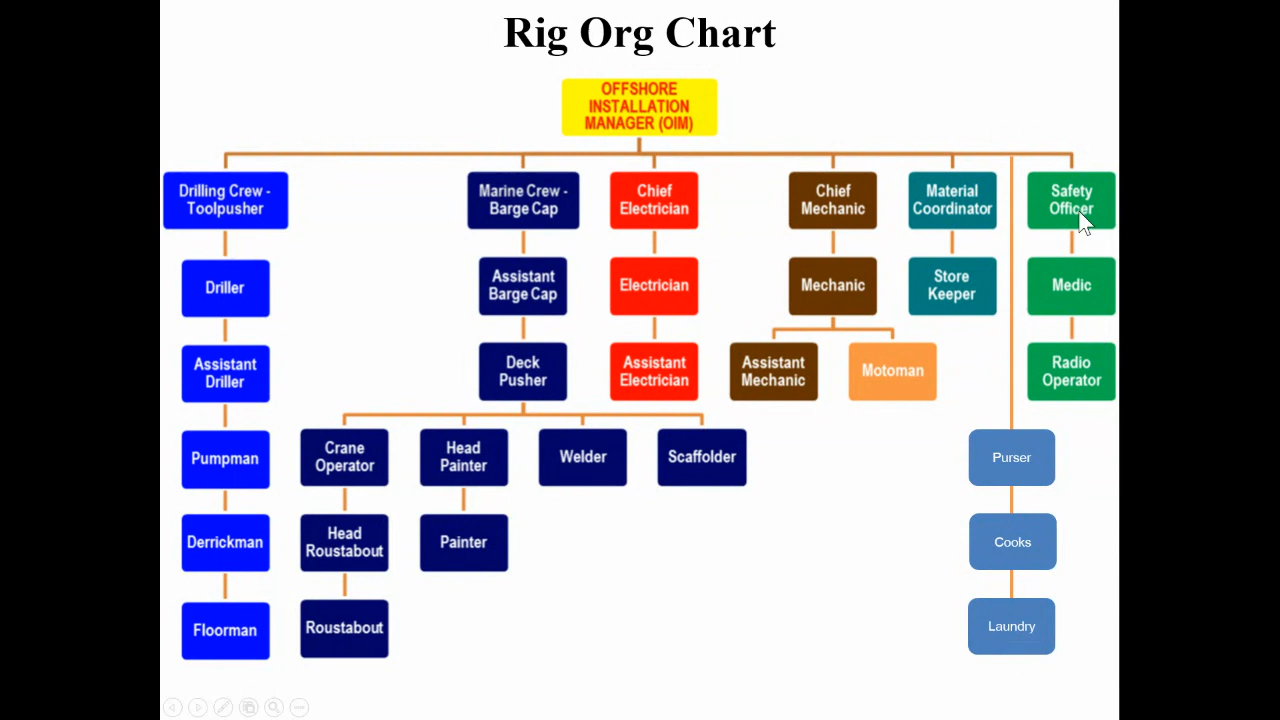 Rig Org Chart
OFFSHORE
INSTALLATION
MANAGER (OIM)
Drilling Crew -
Toolpusher
Marine Crew -
Barge Cap
Chief
Electrician
Chief
Mechanic
Material
Coordinator
Safety
Officer
Driller
Assistant
Barge Cap
Electrician
Mechanic
Store
Keeper
Medic
Assistant
Driller
Deck
Pusher
Assistant
Electrician
Assistant
Mechanic
Motoman
Radio
Operator
Pumpman
Crane
Operator
Head
Painter
Welder
Scaffolder
Purser
Derrickman
Head
Roustabout
Painter
Cooks
Floorman
Roustabout
Laundry